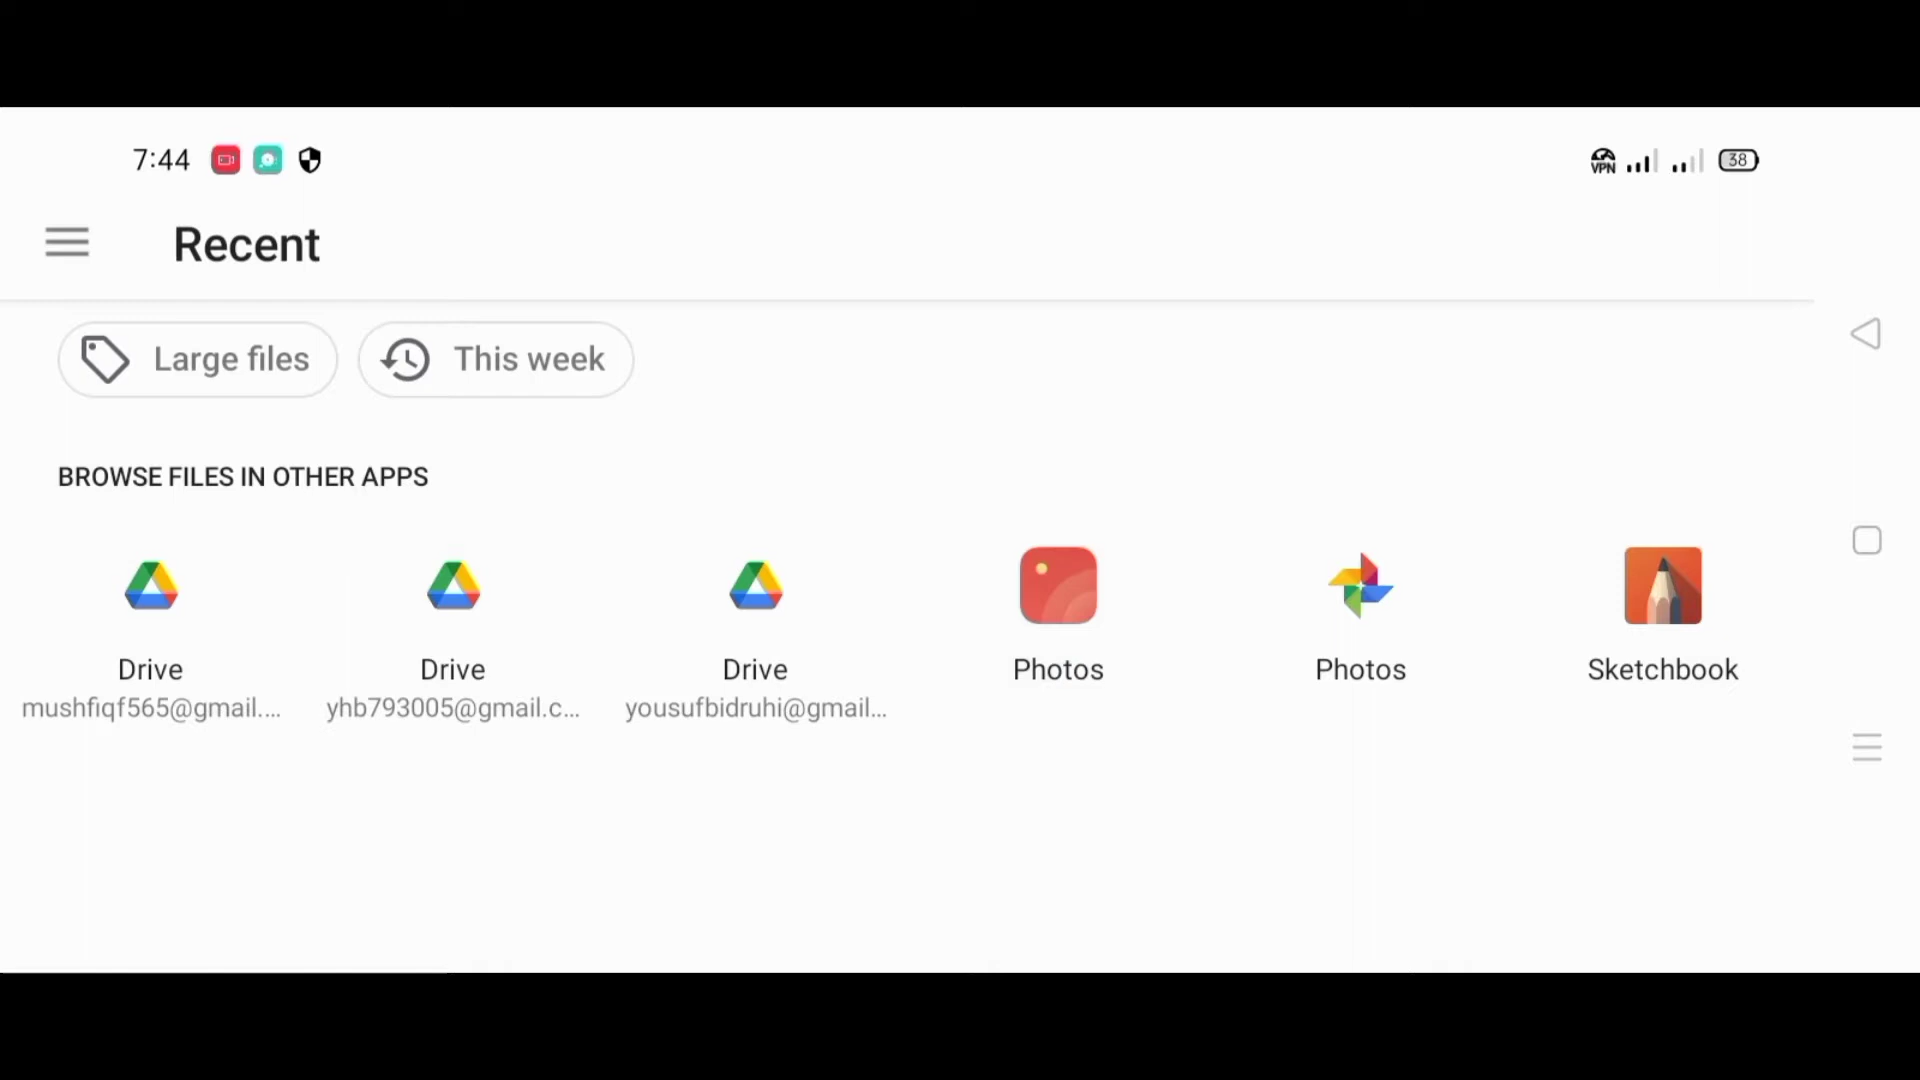 7:44
VPN
38
Recent
Large files
This week
BROWSE FILES IN OTHER APPS
Drive
Drive
Drive
Photos
Photos
Sketchbook
mushfiqf565@gmail....
yhb793005@gmail.c...
yousufbidruhi@gmail...